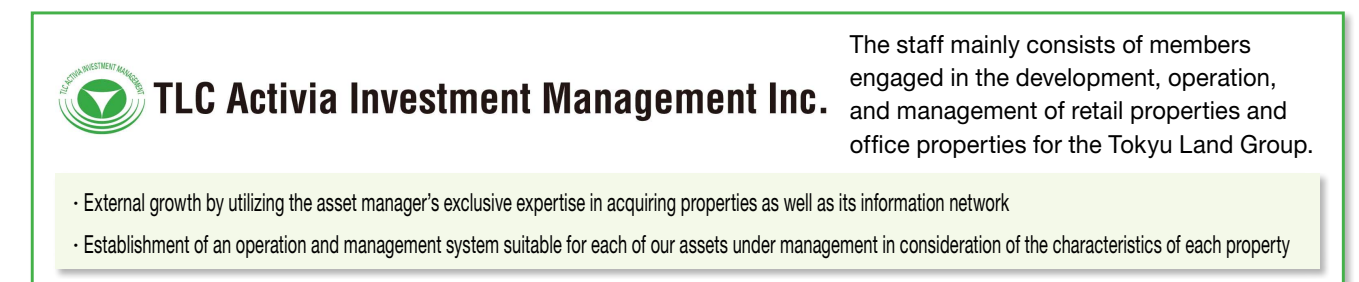 TLC ACTIVIA INVESTMENT MANAGEMENT
TLC Activia Investment Management Inc.
The staff mainly consists of members
engaged in the development, operation,
and management of retail properties and
office properties for the Tokyu Land Group.
· External growth by utilizing the asset manager’s exclusive expertise in acquiring properties as well as its information network
· Establishment of an operation and management system suitable for each of our assets under management in consideration of the characteristics of each property